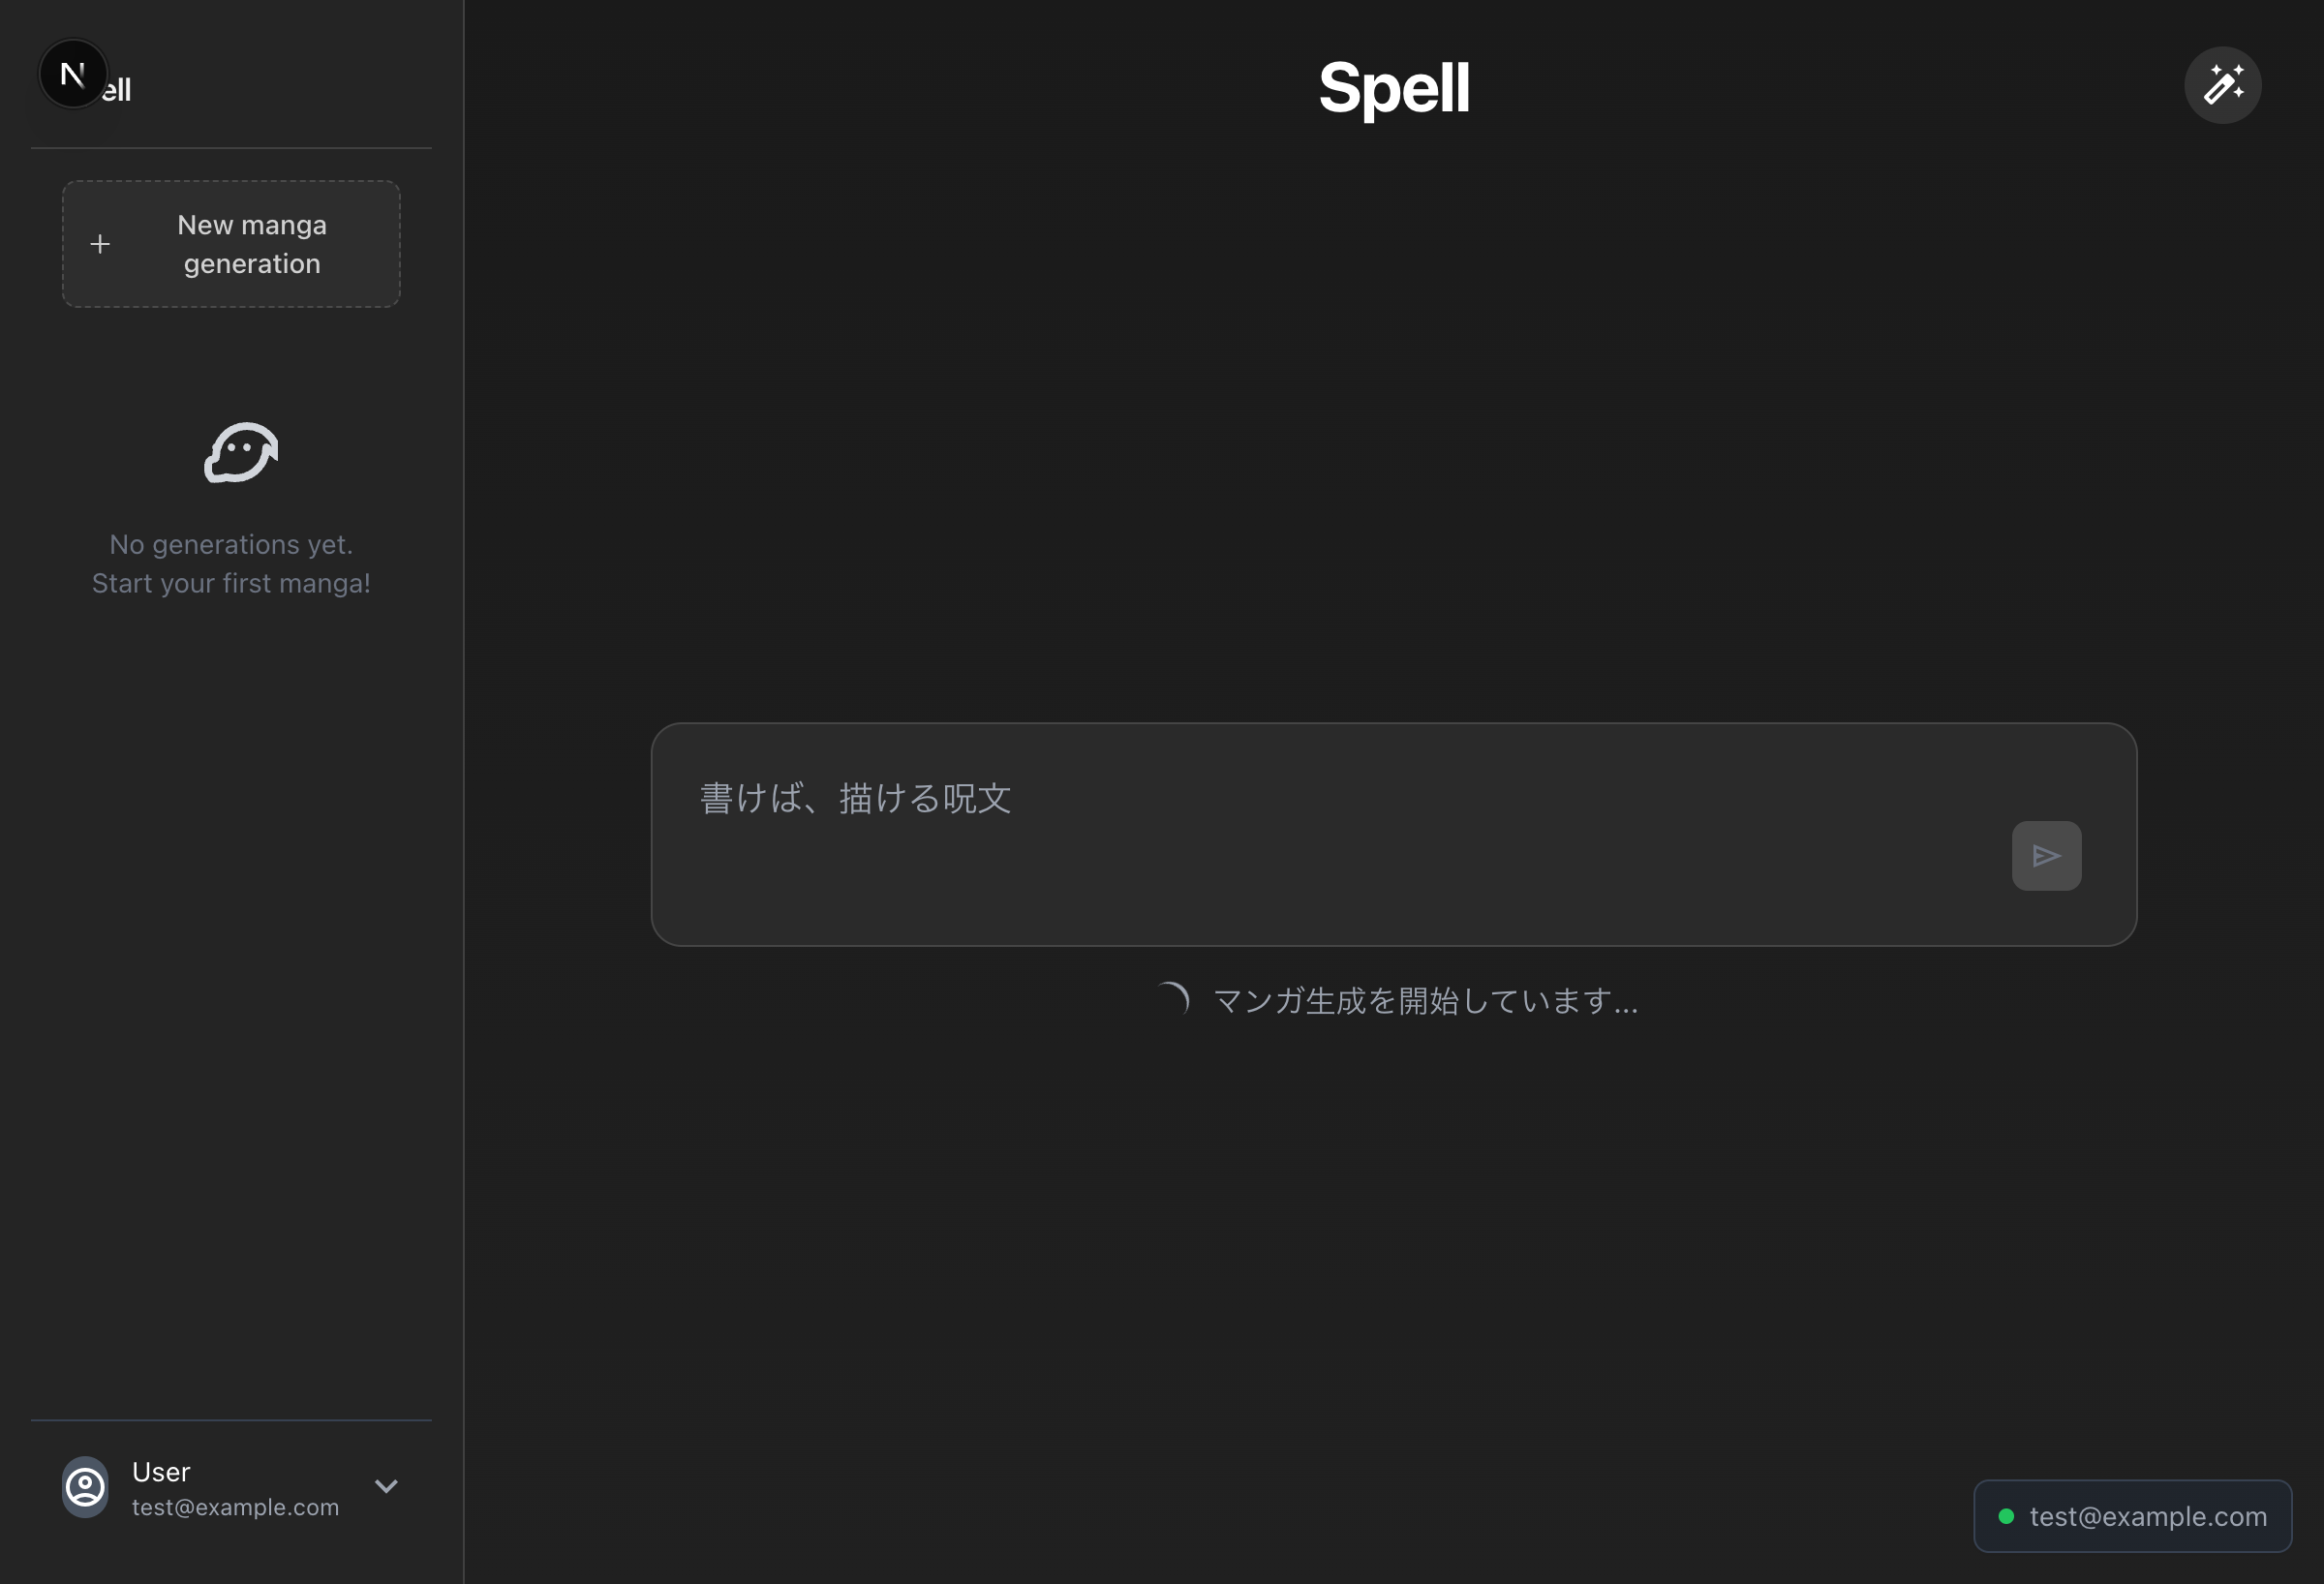 N
ell
New manga
generation
No generations yet.
Start your first manga!
User
test@example.com
Spell
書けば、描ける呪文
マンガ生成を開始しています...
test@example.com